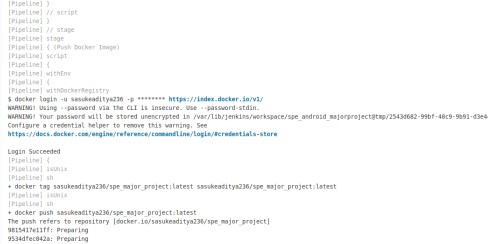 [Pipeline] }
[Pipeline] // script
[Pipeline] }
[Pipeline] // stage
[Pipeline] stage
[Pipeline] { (Push Docker Image)
[Pipeline] script
[Pipeline] {
[Pipeline] withEnv
[Pipeline] {
[Pipeline] withDockerRegistry
$ docker login -u sasukeaditya236 -p ******** https://index.docker.io/v1/
WARNING! Using --password via the CLI is insecure. Use --password-stdin.
WARNING! Your password will be stored unencrypted in /var/lib/jenkins/workspace/spe_android_majorproject@tmp/2543d682-99bf-48c9-9b91-d3e4
Configure a credential helper to remove this warning. See
https://docs.docker.com/engine/reference/commandline/login/#credentials-store
Login Succeeded
[Pipeline] {
[Pipeline] isUnix
[Pipeline] sh
+ docker tag sasukeaditya236/spe_major_project:latest sasukeaditya236/spe_major_project:latest
[Pipeline] isUnix
[Pipeline] sh
+ docker push sasukeaditya236/spe_major_project:latest
The push refers to repository [docker.io/sasukeaditya236/spe_major_project]
9815417e11ff: Preparing
9534dfec042a: Preparing